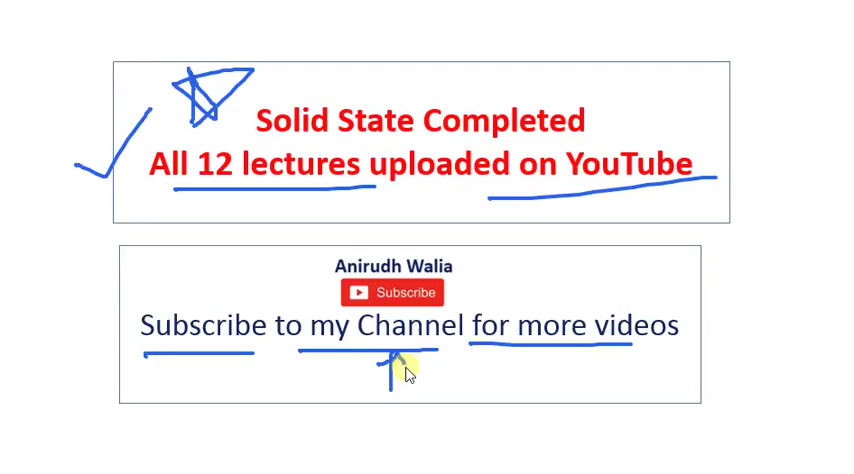 Solid State Completed
All 12 lectures uploaded on YouTube
Anirudh Walia
Subscribe
Subscribe to my Channel for more videos